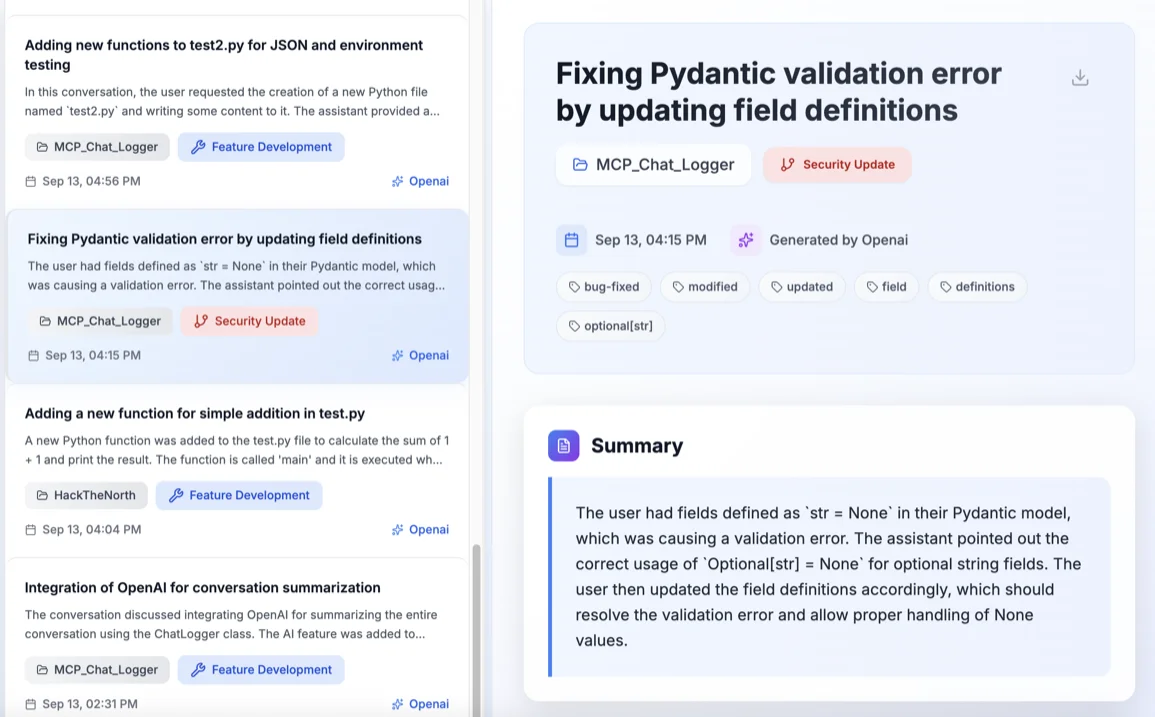 Adding new functions to test2.py for JSON and environment
testing
In this conversation, the user requested the creation of a new Python file
named `test2.py` and writing some content to it. The assistant provided a...
MCP_Chat_Logger
Feature Development
Sep 13, 04:56 PM
Openai
Fixing Pydantic validation error by updating field definitions
The user had fields defined as `str = None` in their Pydantic model, which
was causing a validation error. The assistant pointed out the correct usag...
MCP_Chat_Logger
Security Update
Sep 13, 04:15 PM
Openai
Adding a new function for simple addition in test.py
A new Python function was added to the test.py file to calculate the sum of 1
+ 1 and print the result. The function is called 'main' and it is executed wh...
HackTheNorth
Feature Development
Sep 13, 04:04 PM
Openai
Integration of OpenAI for conversation summarization
The conversation discussed integrating OpenAI for summarizing the entire
conversation using the ChatLogger class. The AI feature was added to...
MCP_Chat_Logger
Feature Development
Sep 13, 02:31 PM
Openai
Fixing Pydantic validation error
by updating field definitions
MCP_Chat_Logger
Security Update
Sep 13, 04:15 PM
Generated by Openai
bug-fixed
modified
updated
field
definitions
optional[str]
Summary
The user had fields defined as `str = None` in their Pydantic model,
which was causing a validation error. The assistant pointed out the
correct usage of `Optional[str] = None` for optional string fields. The
user then updated the field definitions accordingly, which should
resolve the validation error and allow proper handling of None
values.